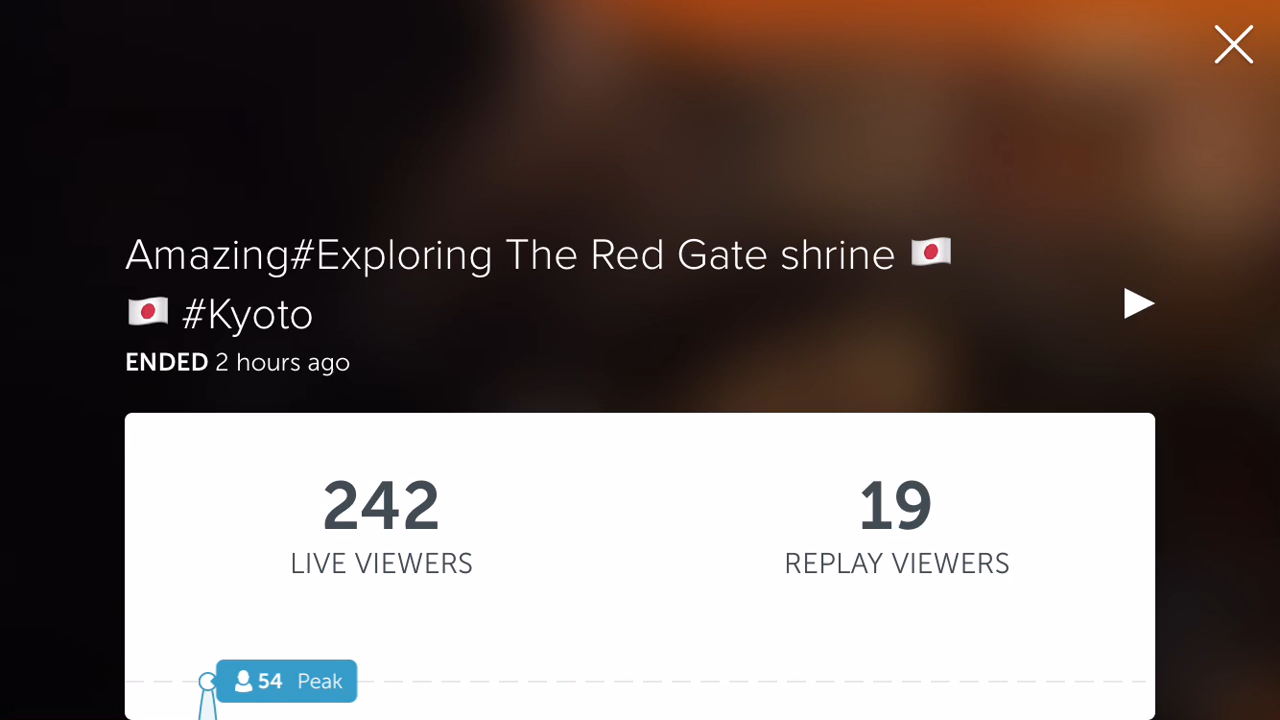 Amazing#Exploring The Red Gate shrine 🇯🇵
🇯🇵 #Kyoto
ENDED 2 hours ago
242
LIVE VIEWERS
19
REPLAY VIEWERS
54 Peak